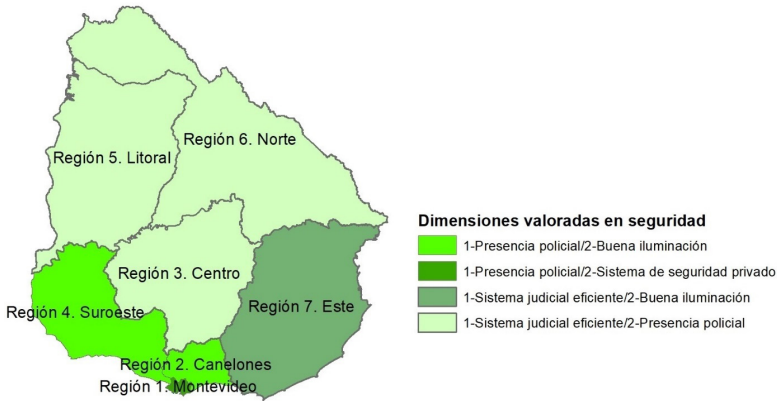 Región 6. Norte
Región 5. Litoral
Región 3. Centro
Región 7. Este
Región 4. Suroeste
Región 2. Canelones
Región 1. Montevideo
Dimensiones valoradas en seguridad
1-Presencia policial/2-Buena iluminación
1-Presencia policial/2-Sistema de seguridad privado
1-Sistema judicial eficiente/2-Buena iluminación
1-Sistema judicial eficiente/2-Presencia policial